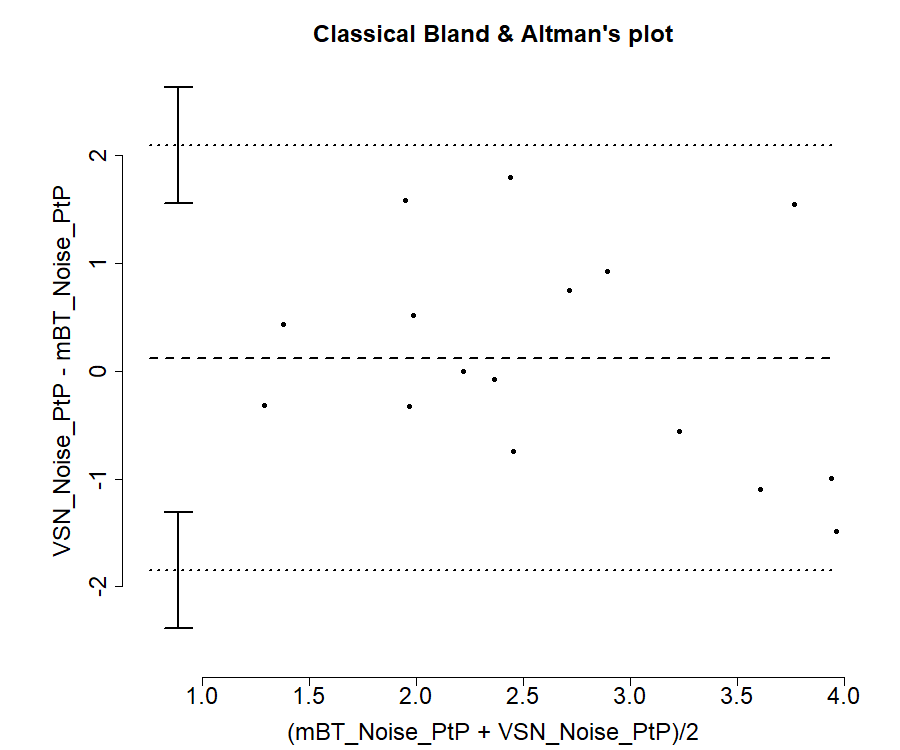 Classical Bland & Altman's plot
VSN_Noise_PtP - mBT_Noise_PtP
2
1
0
-1
-2
1.0 1.5 2.0 2.5 3.0 3.5 4.0
(mBT_Noise_PtP + VSN_Noise_PtP)/2